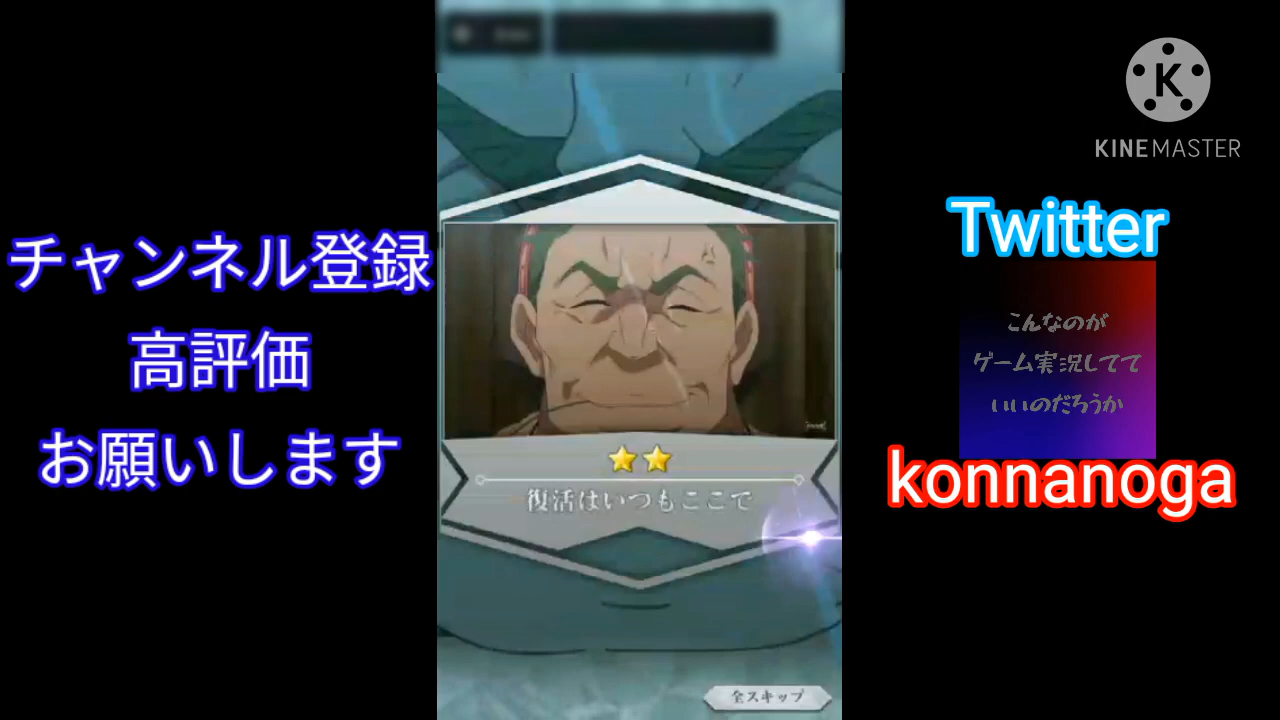 チャンネル登録
高評価
お願いします
復活はいつもここで
全スキップ
KINEMASTER
Twitter
こんなのが
ゲーム実況してて
いいのだろうか
konnanoga